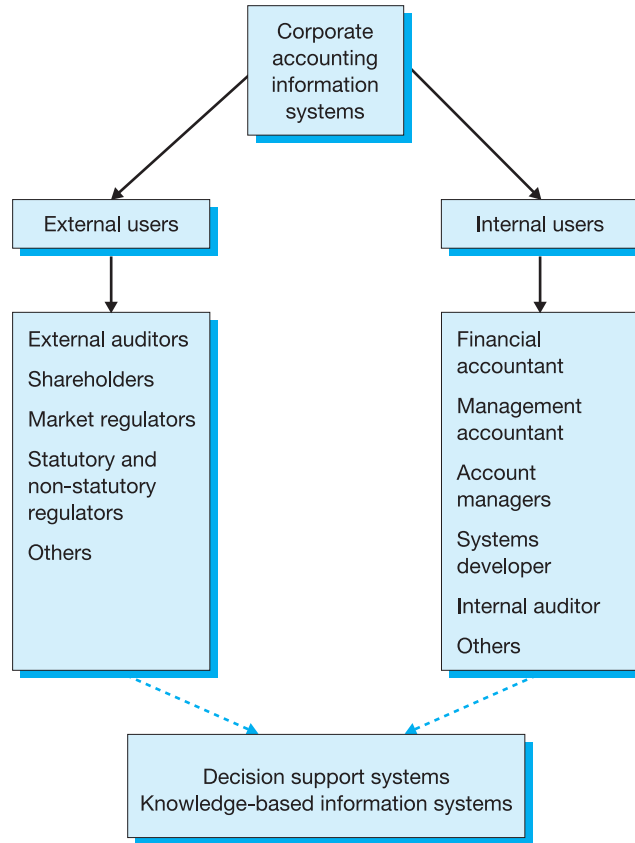 Corporate
accounting
information
systems
External users
Internal users
External auditors
Shareholders
Market regulators
Statutory and
non-statutory
regulators
Others
Financial
accountant
Management
accountant
Account
managers
Systems
developer
Internal auditor
Others
Decision support systems
Knowledge-based information systems